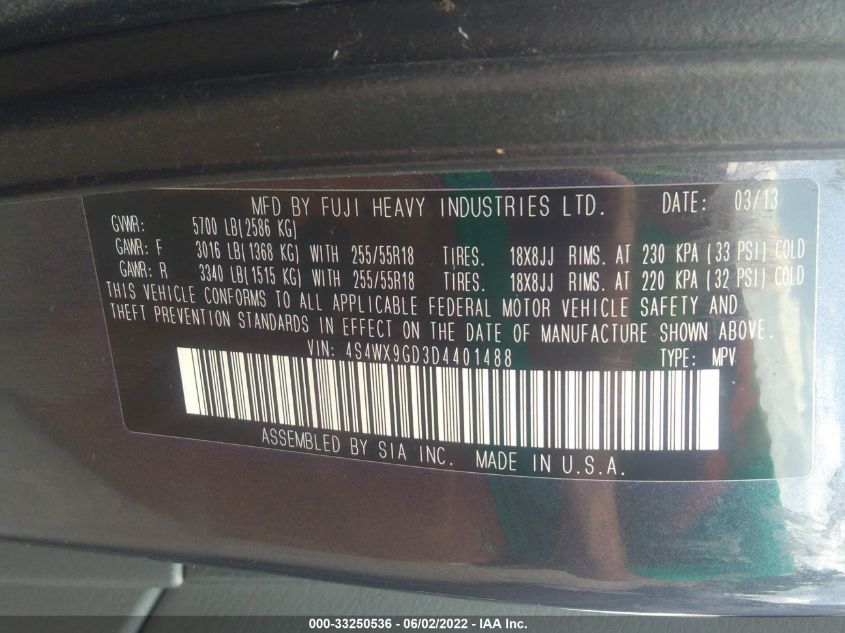 MFD BY FUJI HEAVY INDUSTRIES LTD. DATE: 03/13
GVWR: 5700 LB(2586 KG)
GAWR: F 3016 LB(1368 KG) WITH 255/55R18 TIRES. 18X8JJ RIMS. AT 230 KPA (33 PSI) COLD
GAWR: R 3340 LB(1515 KG) WITH 255/55R18 TIRES. 18X8JJ RIMS. AT 220 KPA (32 PSI) COLD
THIS VEHICLE CONFORMS TO ALL APPLICABLE FEDERAL MOTOR VEHICLE SAFETY AND
THEFT PREVENTION STANDARDS IN EFFECT ON THE DATE OF MANUFACTURE SHOWN ABOVE.
VIN: 4S4WX9GD3D4401488 TYPE: MPV
ASSEMBLED BY SIA INC. MADE IN U.S.A.
000-33250536 - 06/02/2022 - IAA Inc.